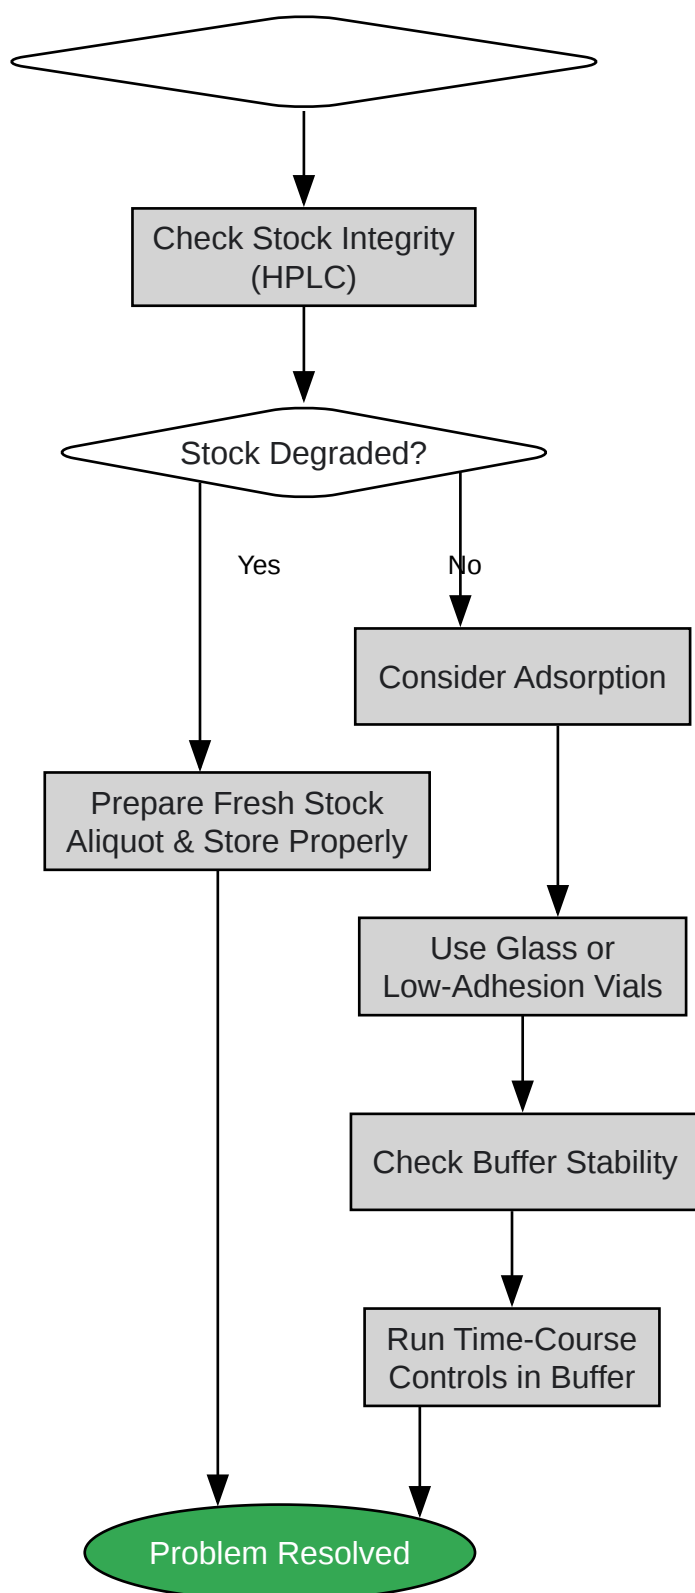 Check Stock Integrity
(HPLC)
Stock Degraded?
Yes
No
Consider Adsorption
Prepare Fresh Stock
Aliquot & Store Properly
Use Glass or
Low-Adhesion Vials
Check Buffer Stability
Run Time-Course
Controls in Buffer
Problem Resolved